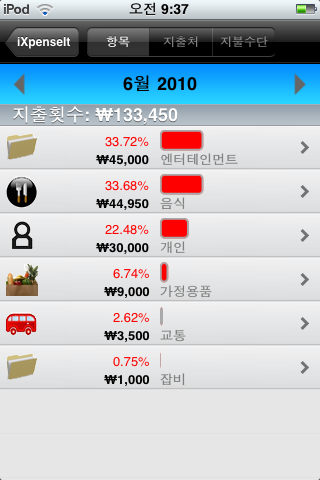 iPod 오전 9:37
iXpenseIt 항목 지출처 지불수단
6월 2010
지출횟수: ₩133,450
33.72%
₩45,000 엔터테인먼트
33.68%
₩44,950 음식
22.48%
₩30,000 개인
6.74%
₩9,000 가정용품
2.62%
₩3,500 교통
0.75%
₩1,000 잡비